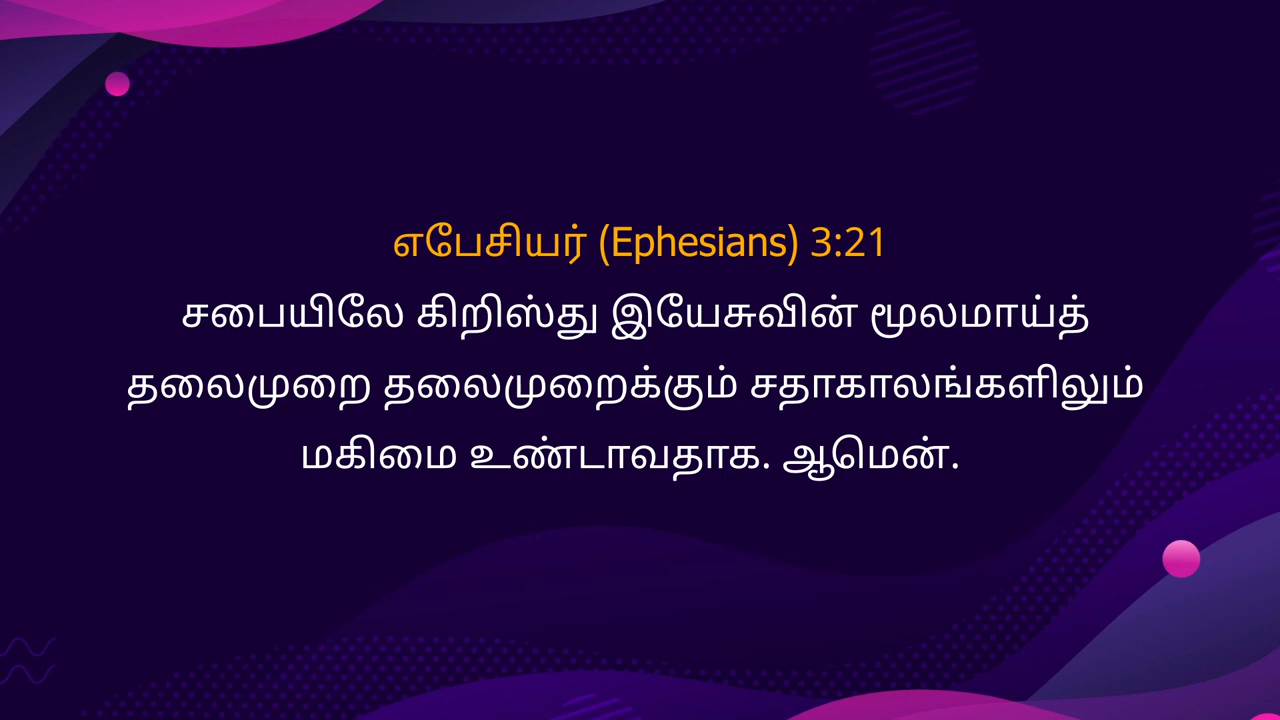 எபேசியர் (Ephesians) 3:21
சபையிலே கிறிஸ்து இயேசுவின் மூலமாய்த்
தலைமுறை தலைமுறைக்கும் சதாகாலங்களிலும்
மகிமை உண்டாவதாக. ஆமென்.